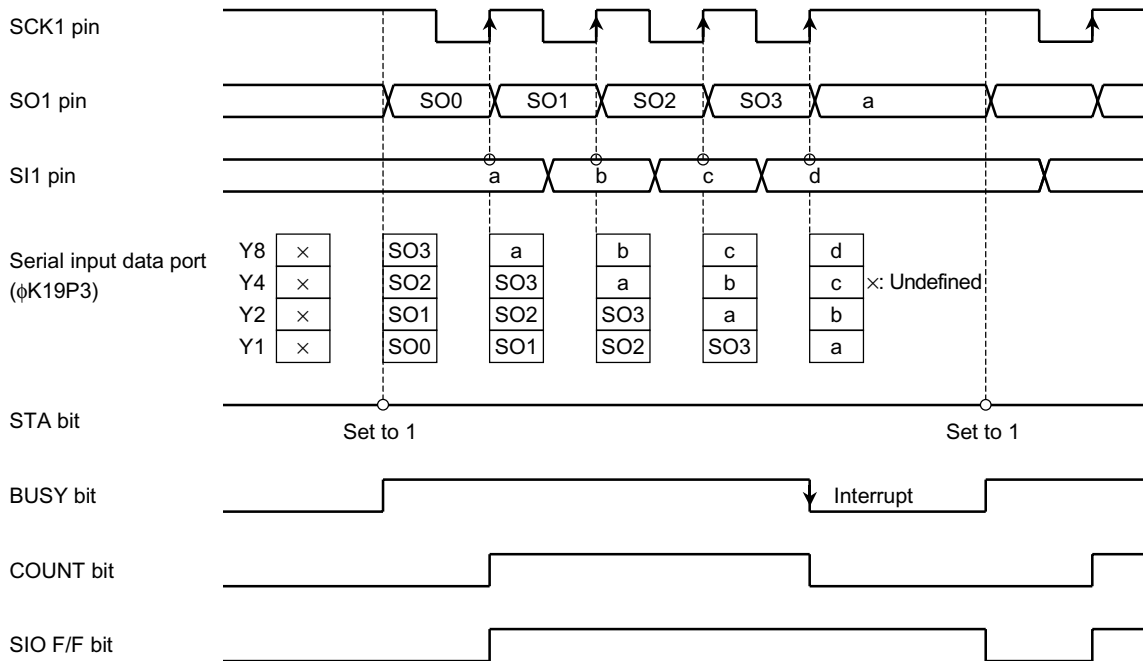 SCK1 pin
SO1 pin
SO0 SO1 SO2 SO3 a
SI1 pin
a b c d
Serial input data port
(ϕK19P3)
Y8 × SO3 a b c d
Y4 × SO2 SO3 a b c ×: Undefined
Y2 × SO1 SO2 SO3 a b
Y1 × SO0 SO1 SO2 SO3 a
STA bit
Set to 1 Set to 1
BUSY bit
Interrupt
COUNT bit
SIO F/F bit